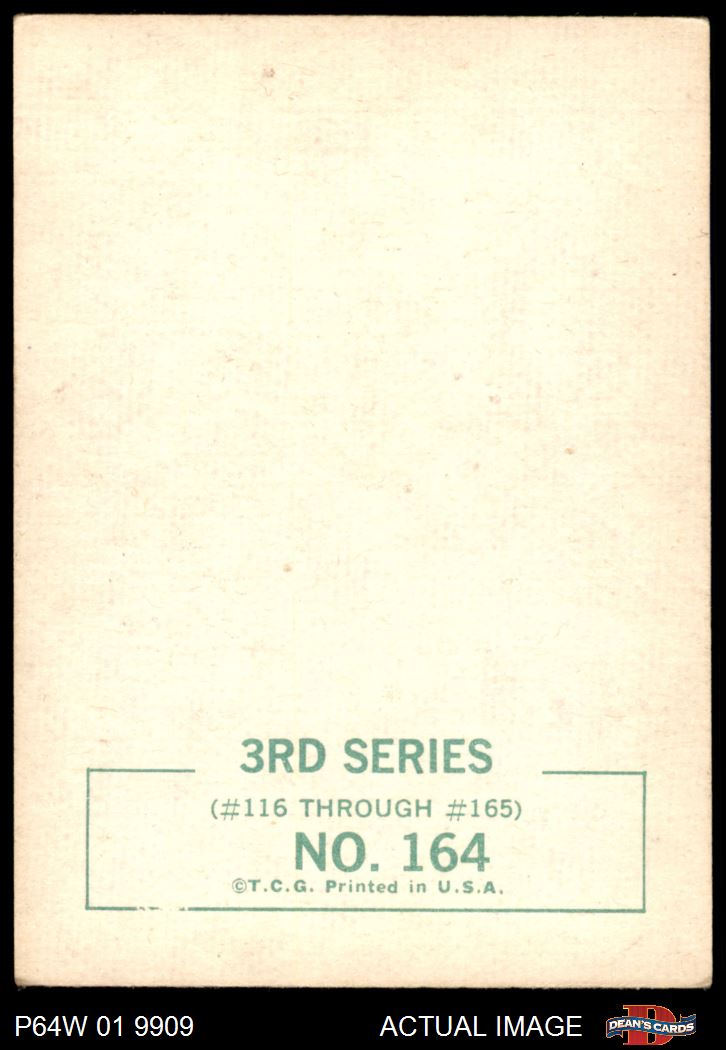 3RD SERIES
(#116 THROUGH #165)
NO. 164
©T.C.G. Printed in U.S.A.
P64W 01 9909
ACTUAL IMAGE
D
DEAN'S CARDS